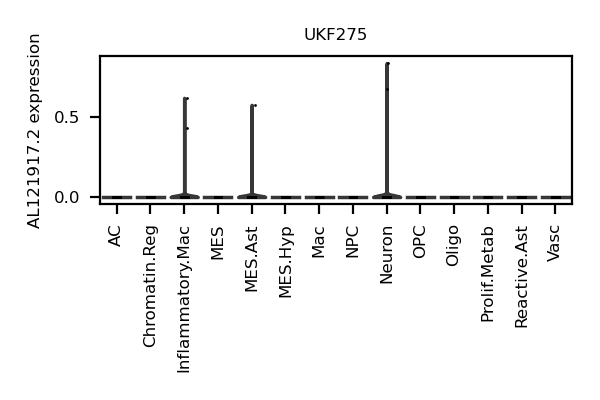 UKF275
AL121917.2 expression
0.5
0.0
AC
Chromatin.Reg
Inflammatory.Mac
MES
MES.Ast
MES.Hyp
Mac
NPC
Neuron
OPC
Oligo
Prolif.Metab
Reactive.Ast
Vasc